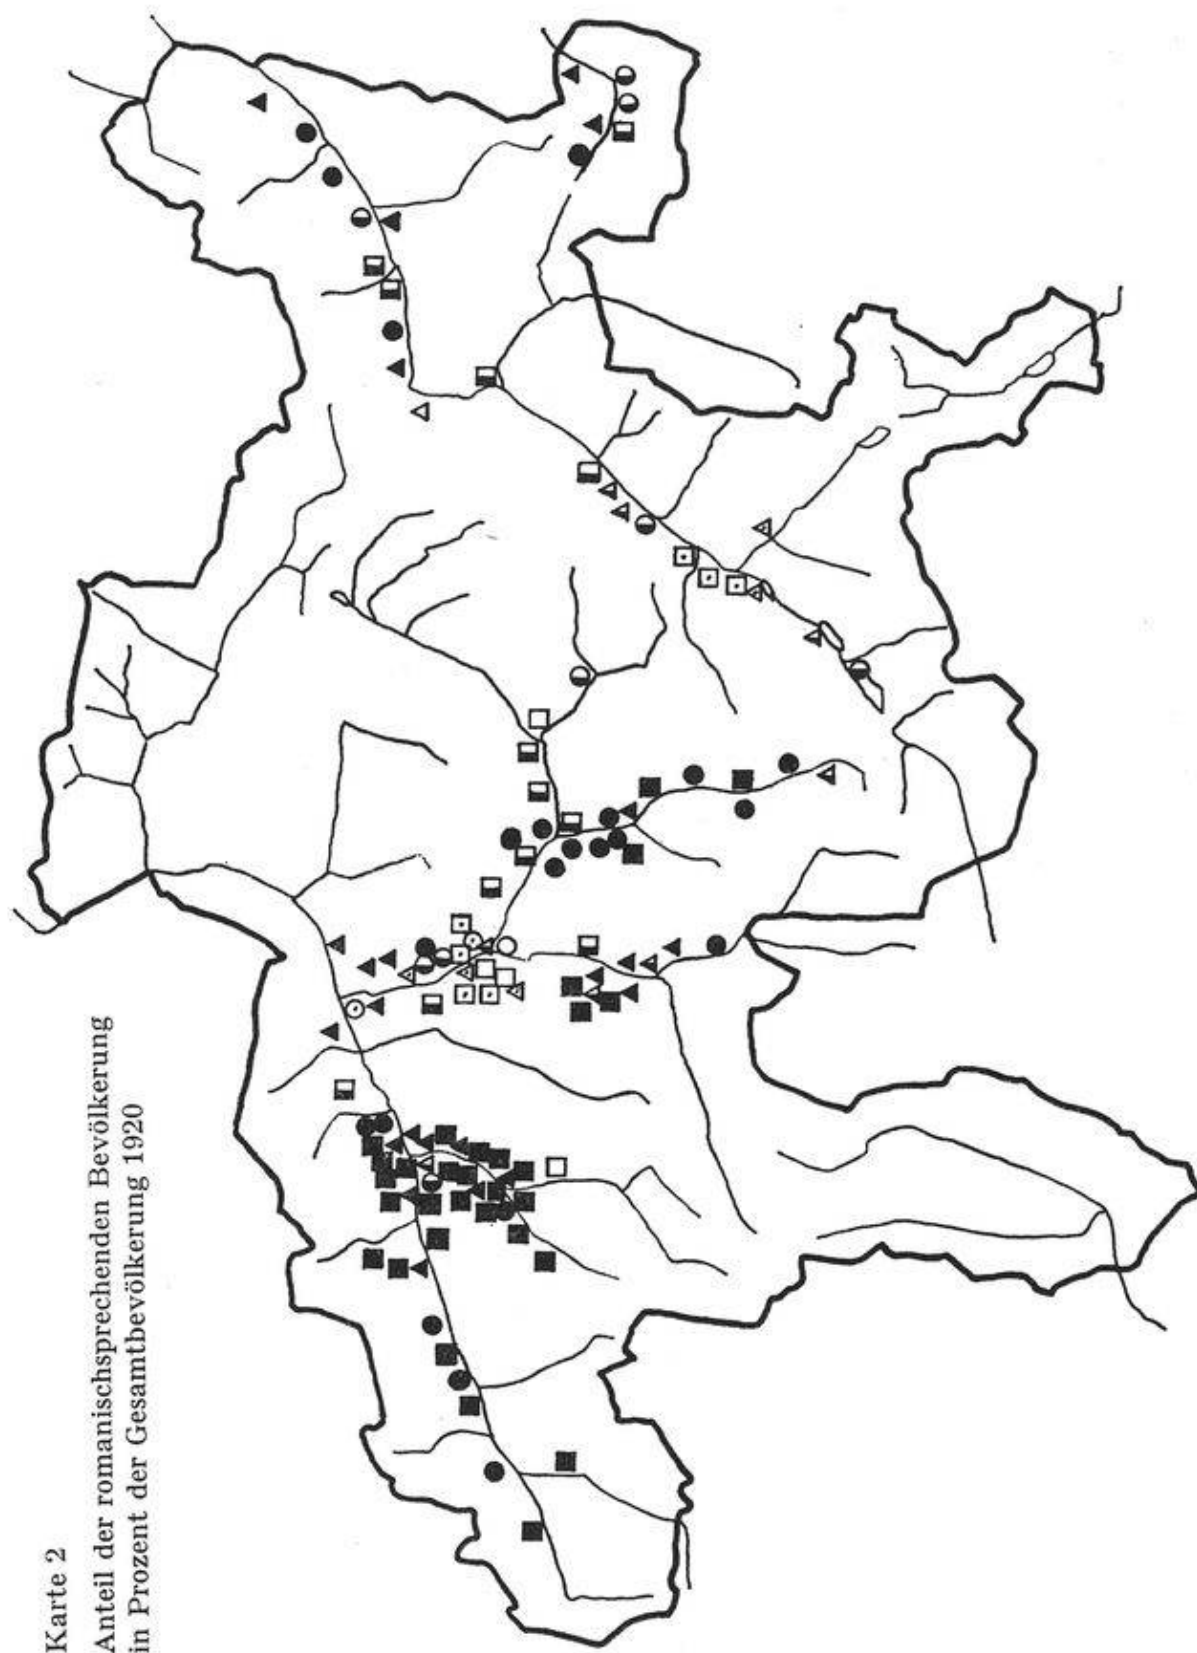 Karte 2
Anteil der romanischsprechenden Bevölkerung
in Prozent der Gesamtbevölkerung 1920